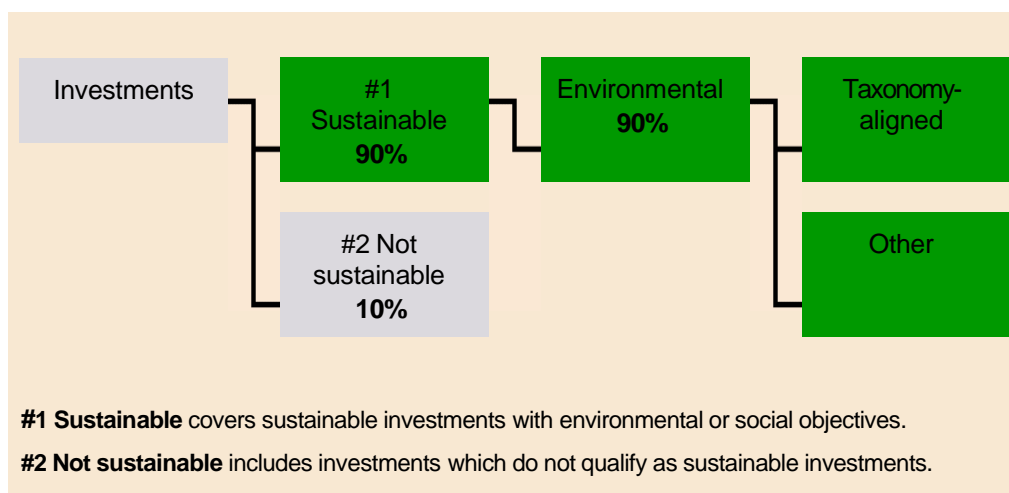 Investments
#1
Sustainable
90%
Environmental
90%
Taxonomy-
aligned
#2 Not
sustainable
10%
Other
#1 Sustainable covers sustainable investments with environmental or social objectives.
#2 Not sustainable includes investments which do not qualify as sustainable investments.